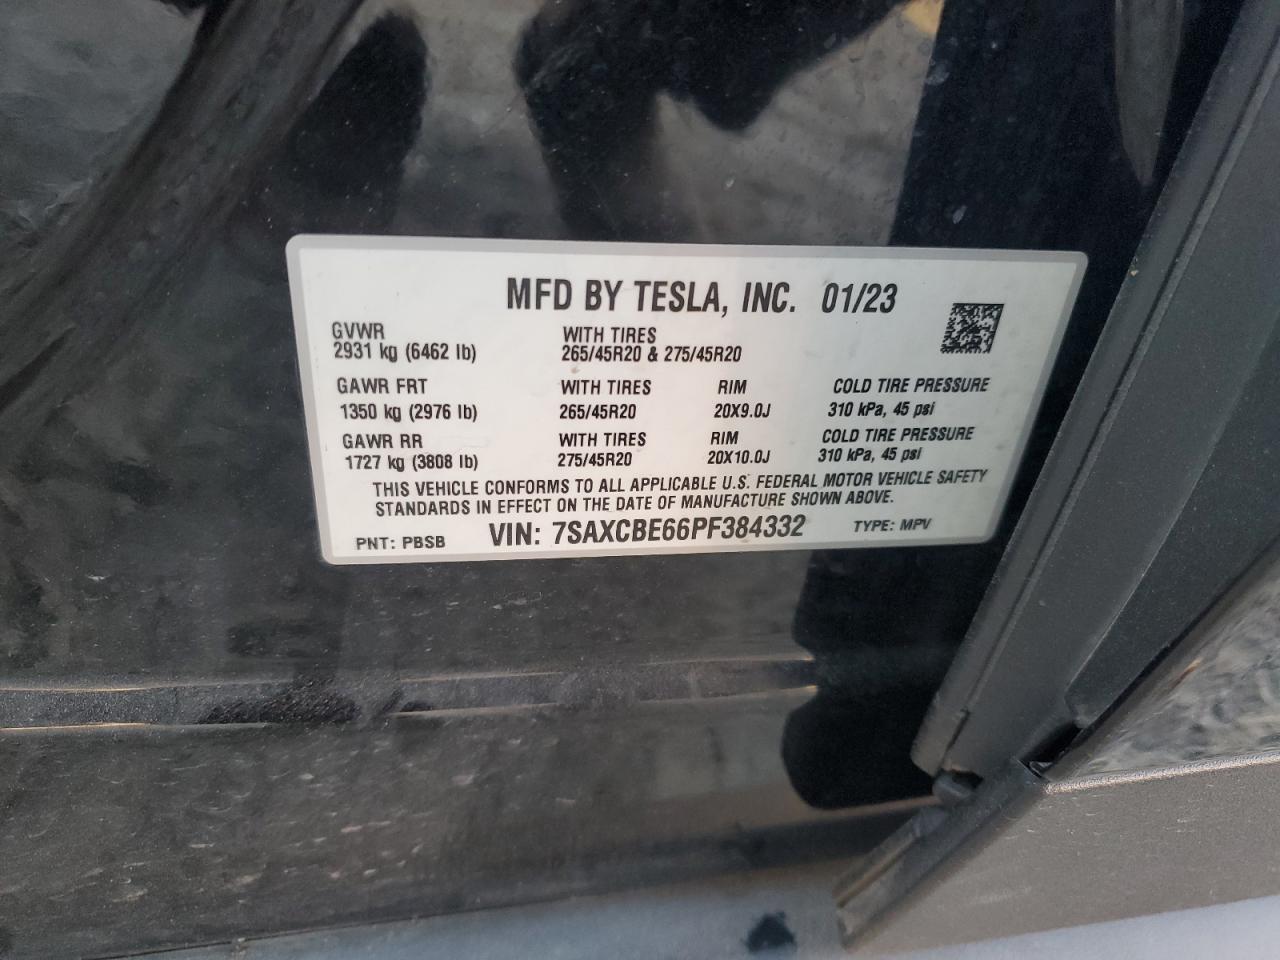 MFD BY TESLA, INC. 01/23
GVWR WITH TIRES
2931 kg (6462 lb) 265/45R20 & 275/45R20
GAWR FRT WITH TIRES RIM COLD TIRE PRESSURE
1350 kg (2976 lb) 265/45R20 20X9.0J 310 kPa, 45 psi
GAWR RR WITH TIRES RIM COLD TIRE PRESSURE
1727 kg (3808 lb) 275/45R20 20X10.0J 310 kPa, 45 psi
THIS VEHICLE CONFORMS TO ALL APPLICABLE U.S. FEDERAL MOTOR VEHICLE SAFETY
STANDARDS IN EFFECT ON THE DATE OF MANUFACTURE SHOWN ABOVE.
PNT: PBSB VIN: 7SAXCBE66PF384332 TYPE: MPV